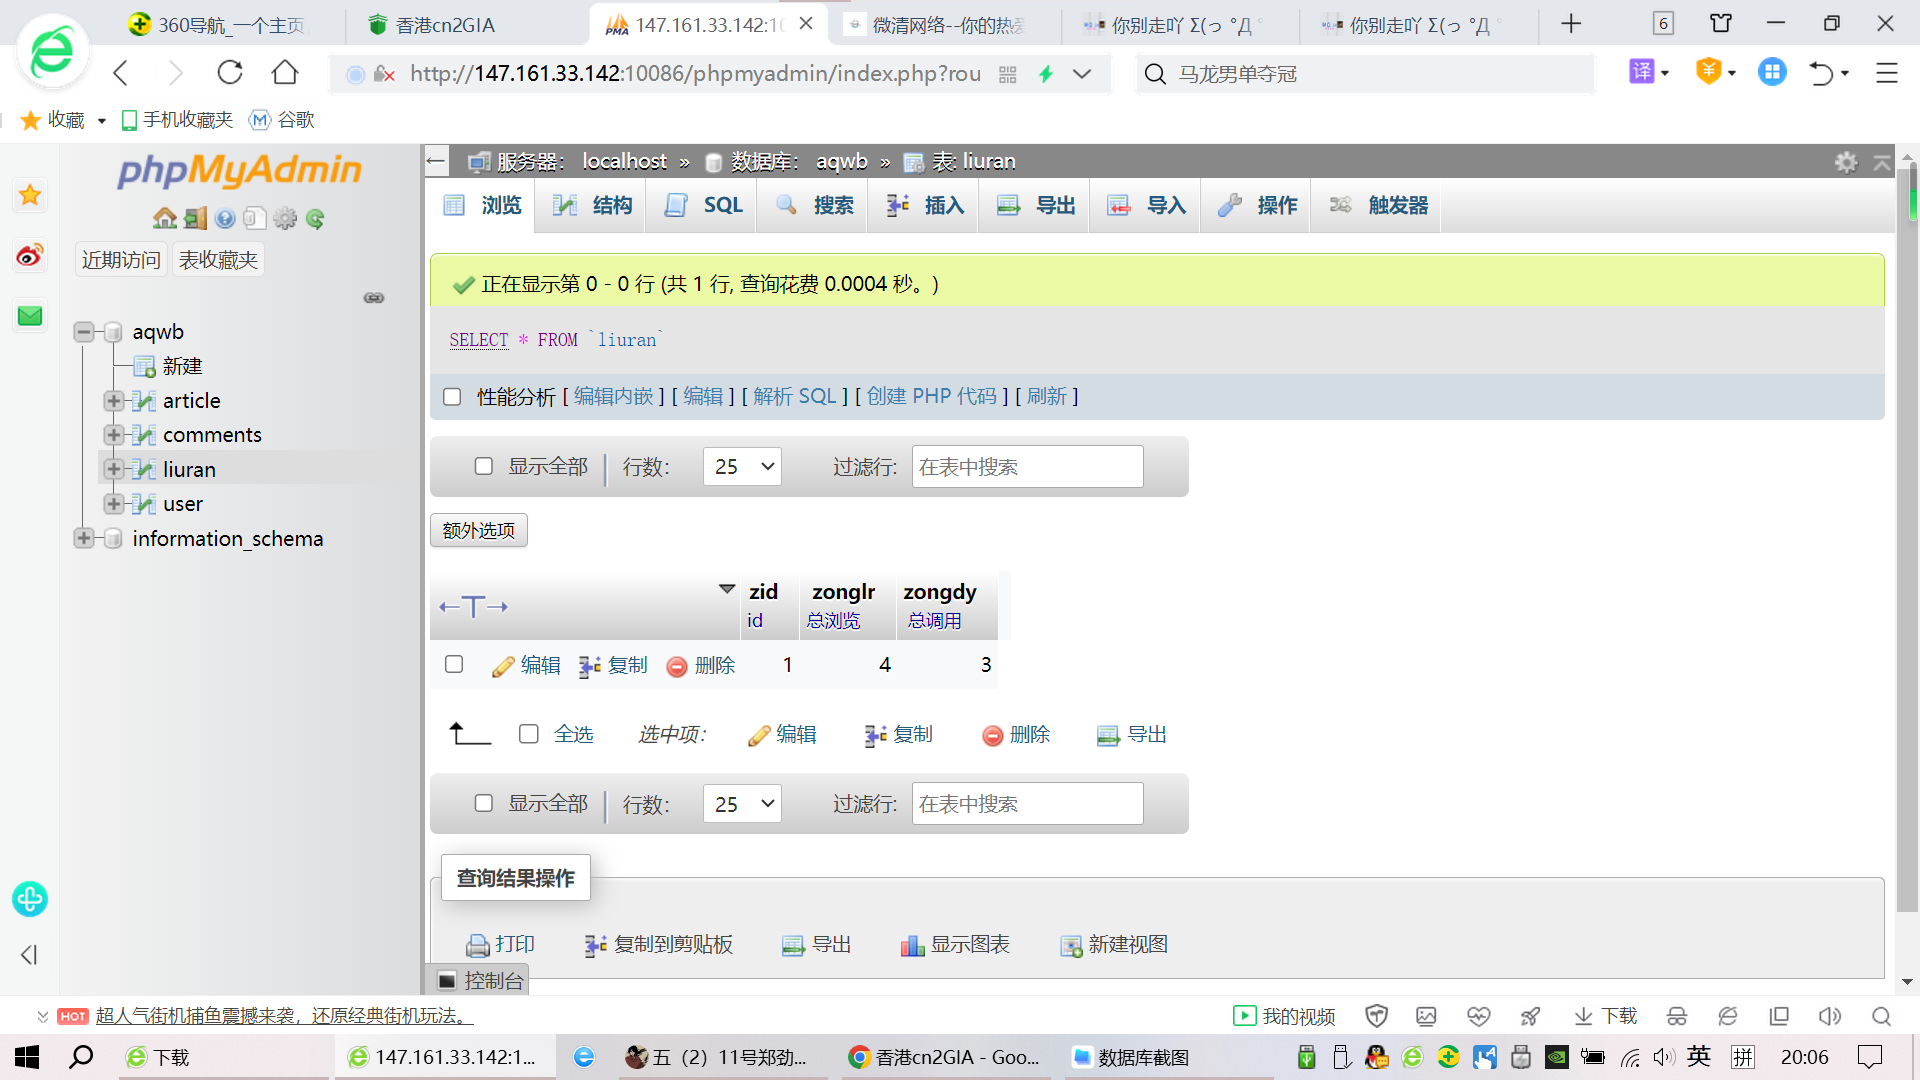 360导航_一个主页
香港cn2GIA
147.161.33.142:10
微清网络--你的热爱
你别走吖 Σ(っ °Д °
你别走吖 Σ(っ °Д °
6
http://147.161.33.142:10086/phpmyadmin/index.php?rou
马龙男单夺冠
译
收藏
手机收藏夹
谷歌
phpMyAdmin
近期访问
表收藏夹
aqwb
新建
article
comments
liuran
user
information_schema
服务器: localhost » 数据库: aqwb » 表: liuran
浏览
结构
SQL
搜索
插入
导出
导入
操作
触发器
正在显示第 0 - 0 行 (共 1 行, 查询花费 0.0004 秒。)
SELECT * FROM `liuran`
性能分析 [ 编辑内嵌 ] [ 编辑 ] [ 解析 SQL ] [ 创建 PHP 代码 ] [ 刷新 ]
显示全部 行数: 25 过滤行: 在表中搜索
额外选项
←T→ zid zonglr zongdy
id 总浏览 总调用
编辑 复制 删除 1 4 3
全选 选中项: 编辑 复制 删除 导出
显示全部 行数: 25 过滤行: 在表中搜索
查询结果操作
打印 复制到剪贴板 导出 显示图表 新建视图
控制台
HOT 超人气街机捕鱼震撼来袭，还原经典街机玩法。
我的视频
下载
下载
147.161.33.142:1...
五（2）11号郑劲...
香港cn2GIA - Goo...
数据库截图
英
拼
20:06